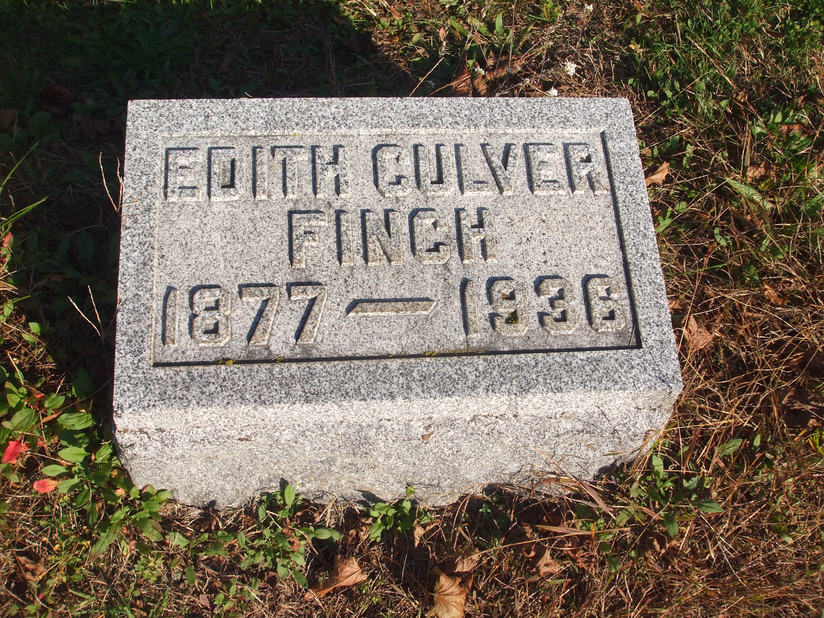 EDITH CULVER
FINCH
1877 — 1936